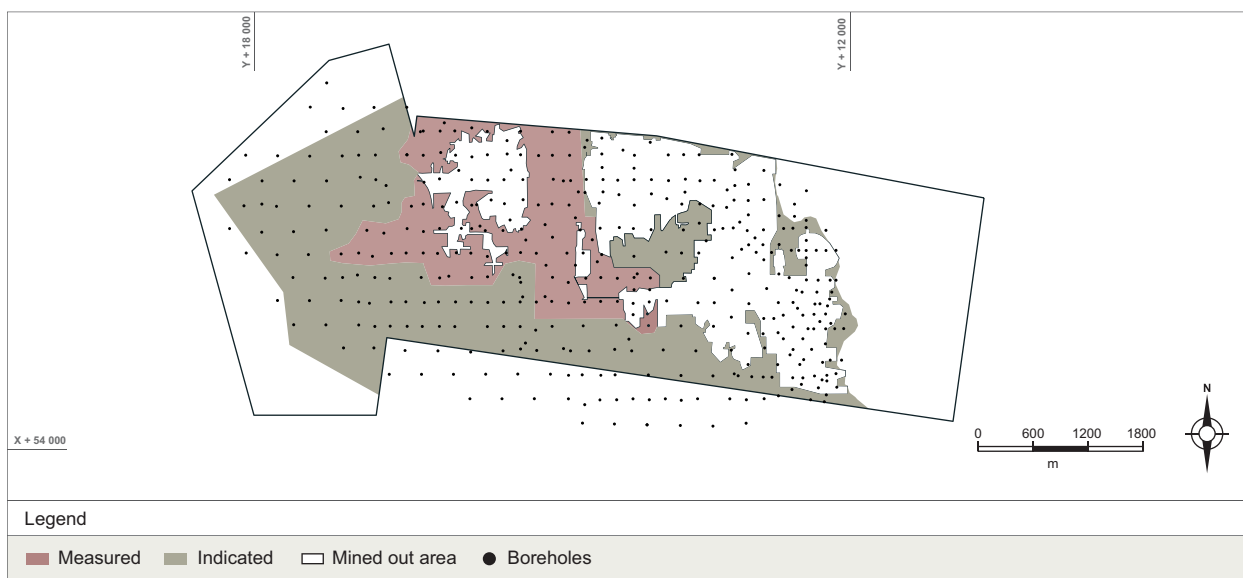 Y + 18 000
Y + 12 000
X + 54 000
N
0 600 1200 1800
m
Legend
Measured Indicated Mined out area Boreholes